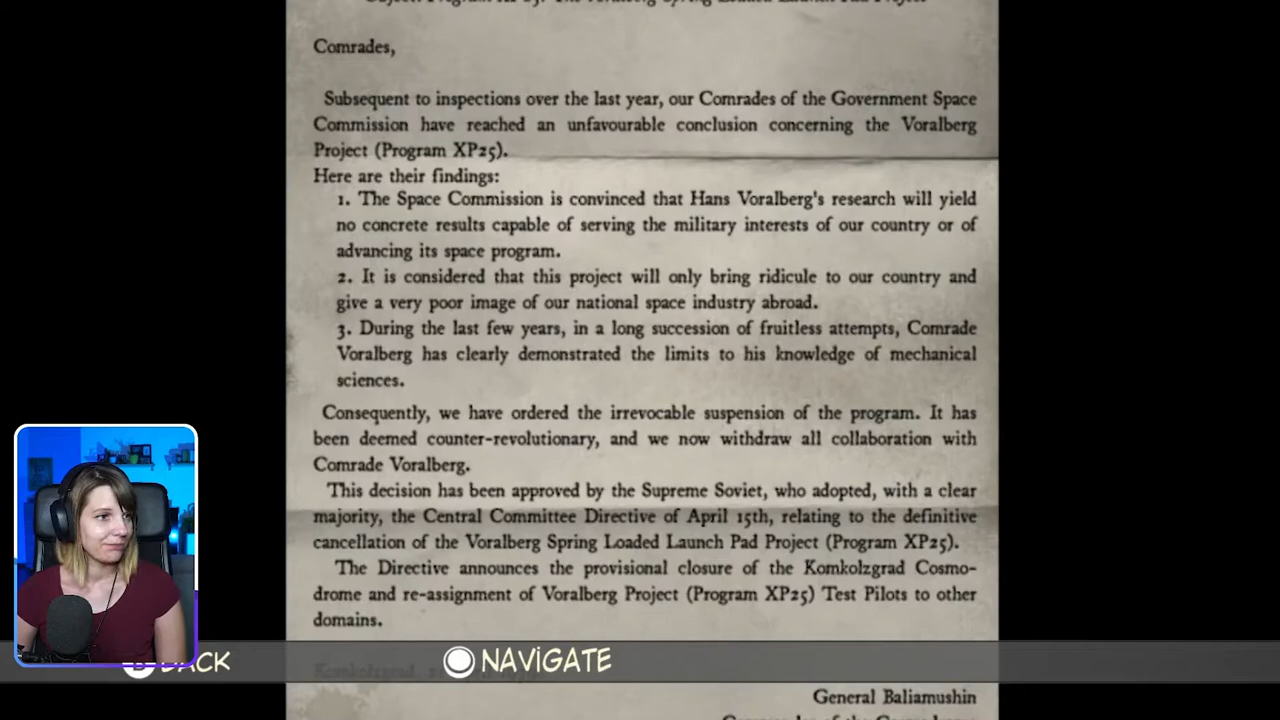 Comrades,
Subsequent to inspections over the last year, our Comrades of the Government Space
Commission have reached an unfavourable conclusion concerning the Voralberg
Project (Program XP25).
Here are their findings:
1. The Space Commission is convinced that Hans Voralberg's research will yield
no concrete results capable of serving the military interests of our country or of
advancing its space program.
2. It is considered that this project will only bring ridicule to our country and
give a very poor image of our national space industry abroad.
3. During the last few years, in a long succession of fruitless attempts, Comrade
Voralberg has clearly demonstrated the limits to his knowledge of mechanical
sciences.
Consequently, we have ordered the irrevocable suspension of the program. It has
been deemed counter-revolutionary, and we now withdraw all collaboration with
Comrade Voralberg.
This decision has been approved by the Supreme Soviet, who adopted, with a clear
majority, the Central Committee Directive of April 15th, relating to the definitive
cancellation of the Voralberg Spring Loaded Launch Pad Project (Program XP25).
The Directive announces the provisional closure of the Komkolzgrad Cosmo-
drome and re-assignment of Voralberg Project (Program XP25) Test Pilots to other
domains.
BACK
NAVIGATE
Komkolzgrad,
General Baliamushin